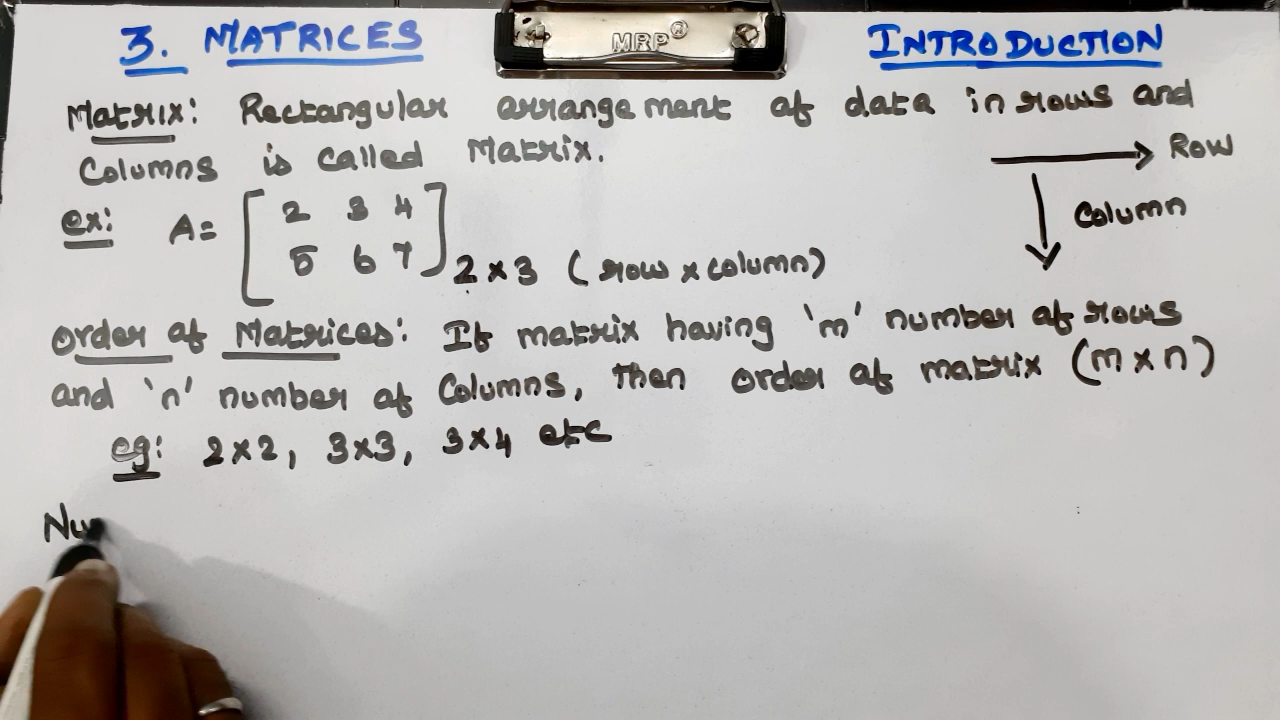 3. MATRICES
MRP®
INTRODUCTION
Matrix: Rectangular arrangement of data in rows and
Columns is called Matrix.
Row
Column
ex: A= [ 2 3 4
5 6 7 ] 2×3 (row × column)
Order of Matrices: If matrix having 'm' number of rows
and 'n' number of Columns, Then order of matrix (m×n)
eg: 2×2, 3×3, 3×4 etc
Nu